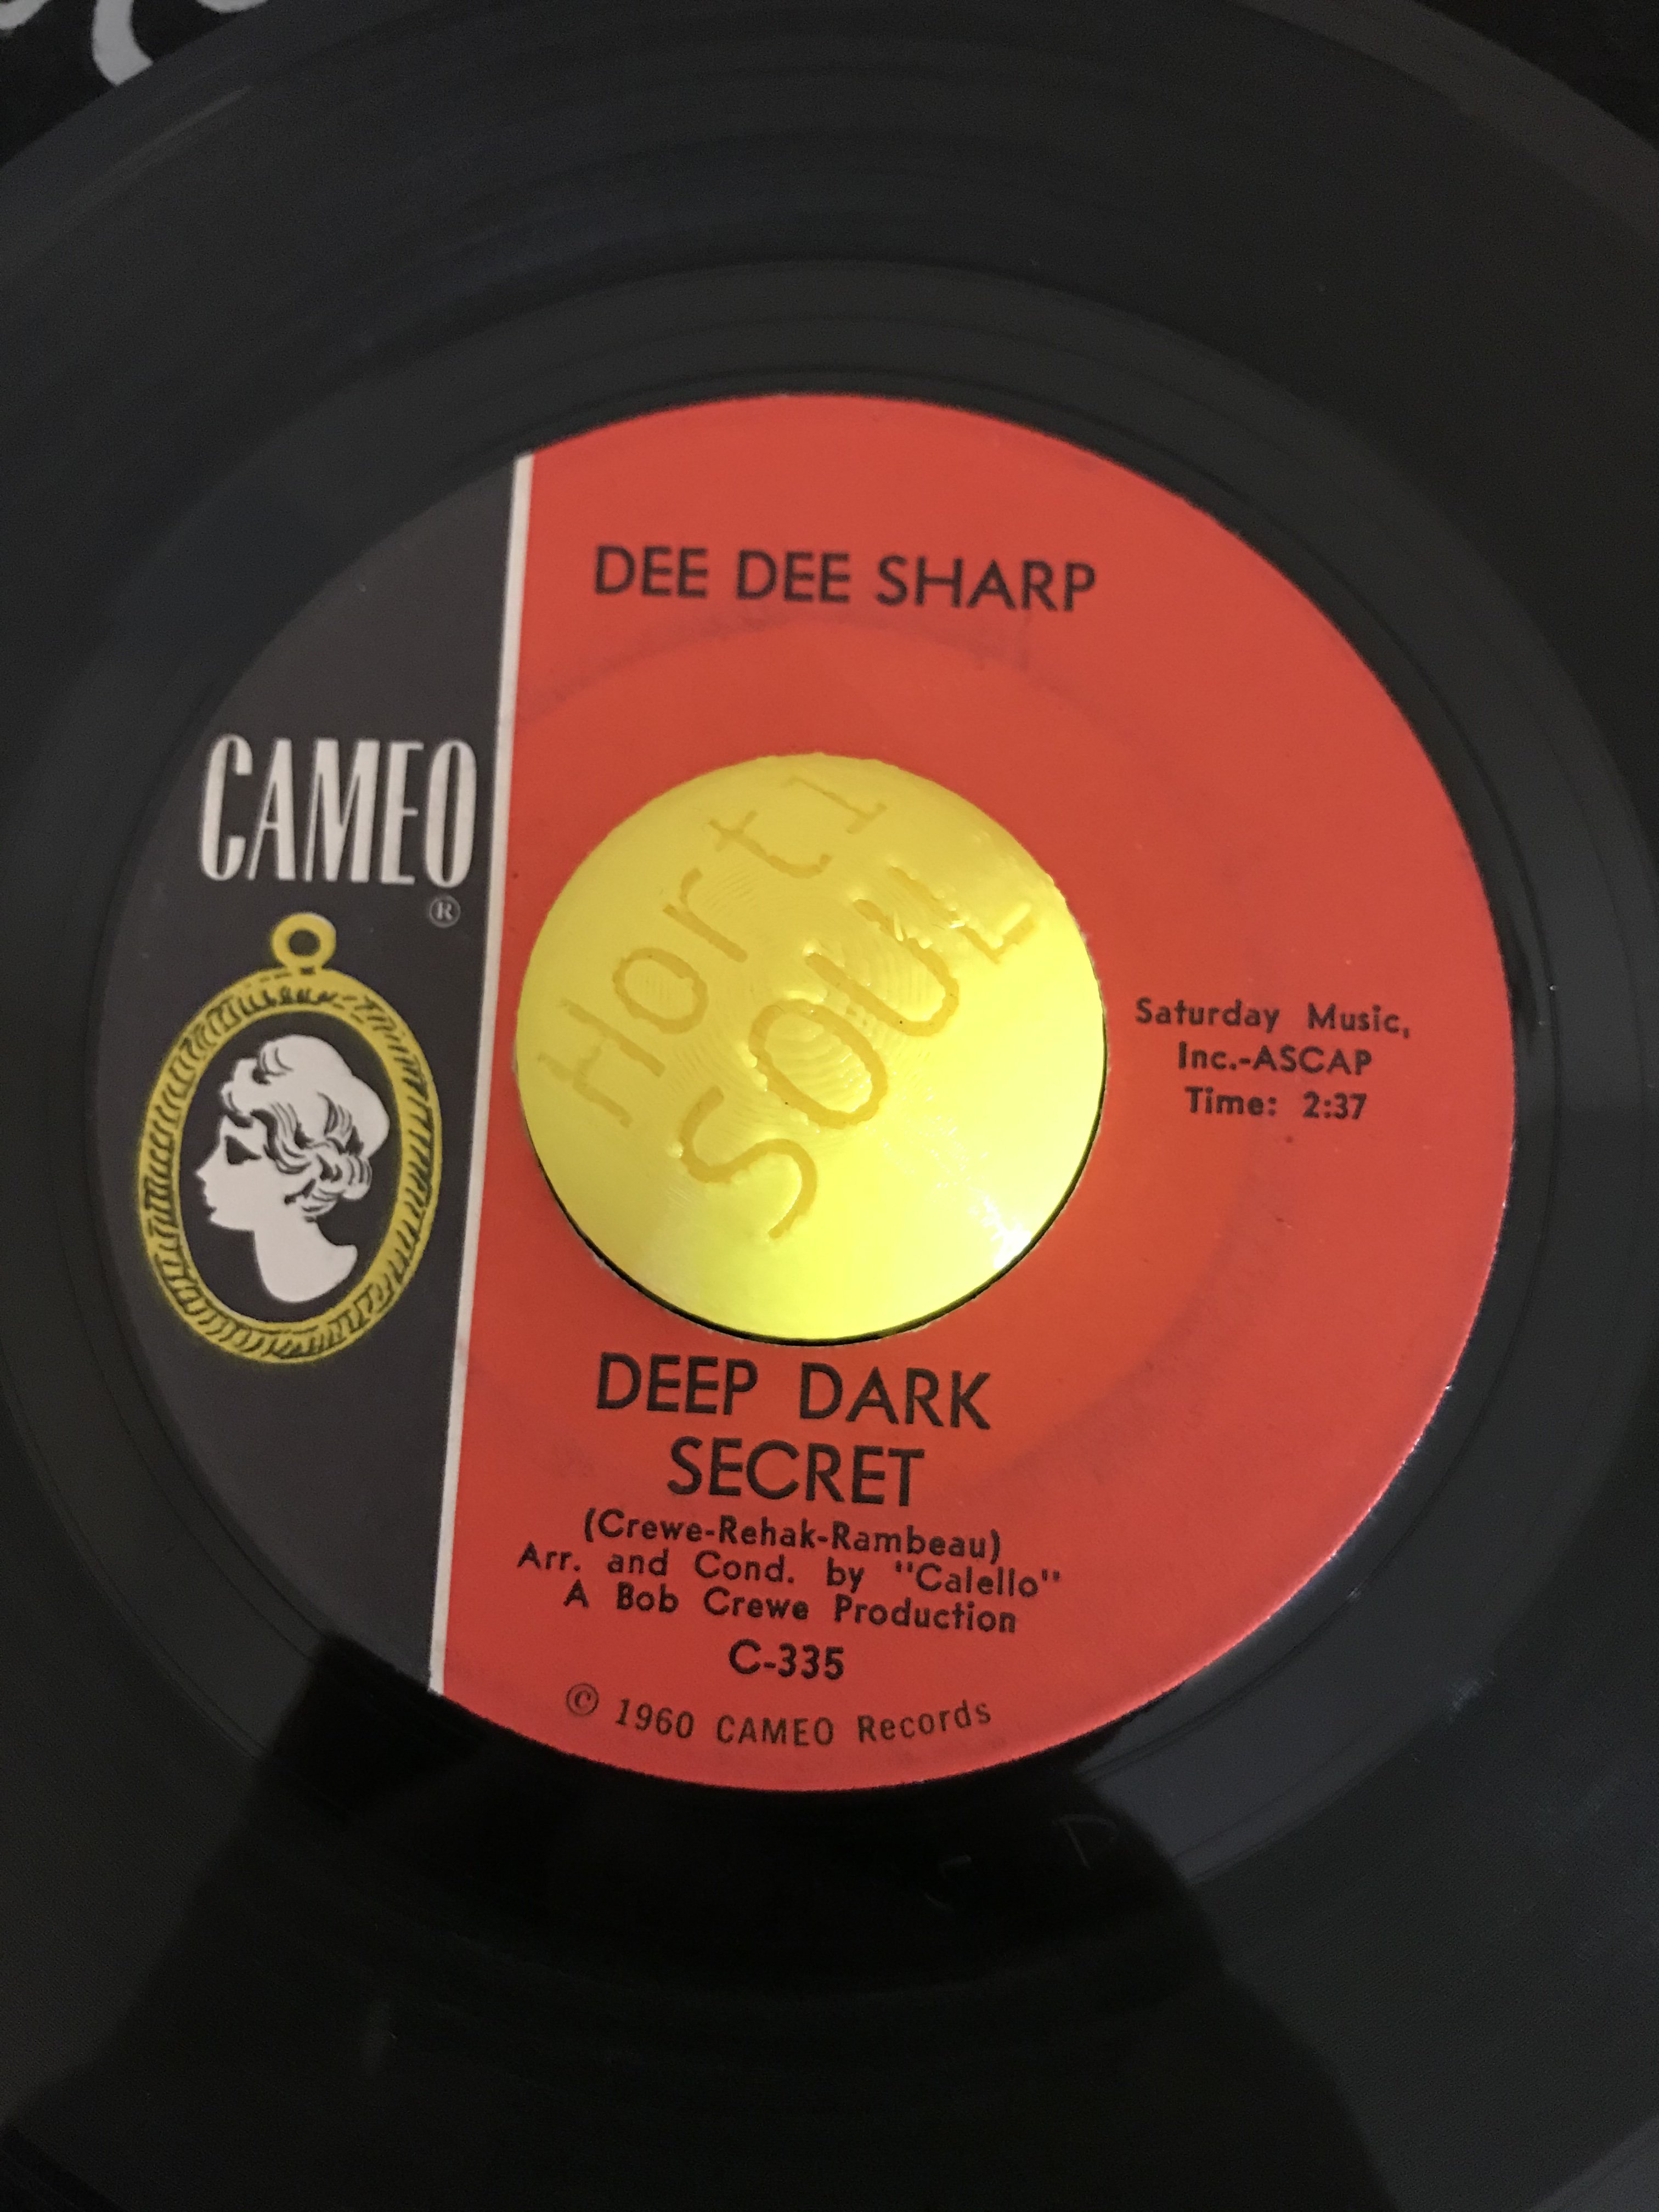 DEE DEE SHARP
CAMEO
®
Horti
SOUL
Saturday Music,
Inc.-ASCAP
Time: 2:37
DEEP DARK
SECRET
(Crewe-Rehak-Rambeau)
Arr. and Cond. by "Calello"
A Bob Crewe Production
C-335
© 1960 CAMEO Records